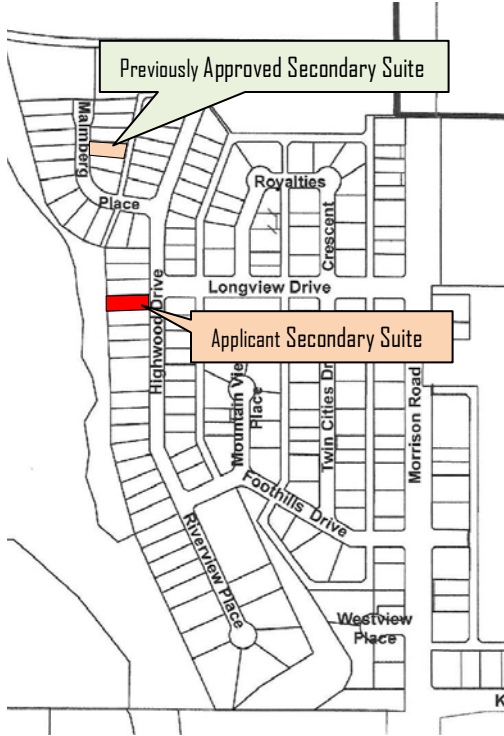 Previously Approved Secondary Suite
Malmberg
Place
Royalties
Crescent
Longview Drive
Highwood Drive
Applicant Secondary Suite
Mountain Vie
Place
Twin Cities Dr
Morrison Road
Foothills Drive
Riverview Place
Westview
Place
K